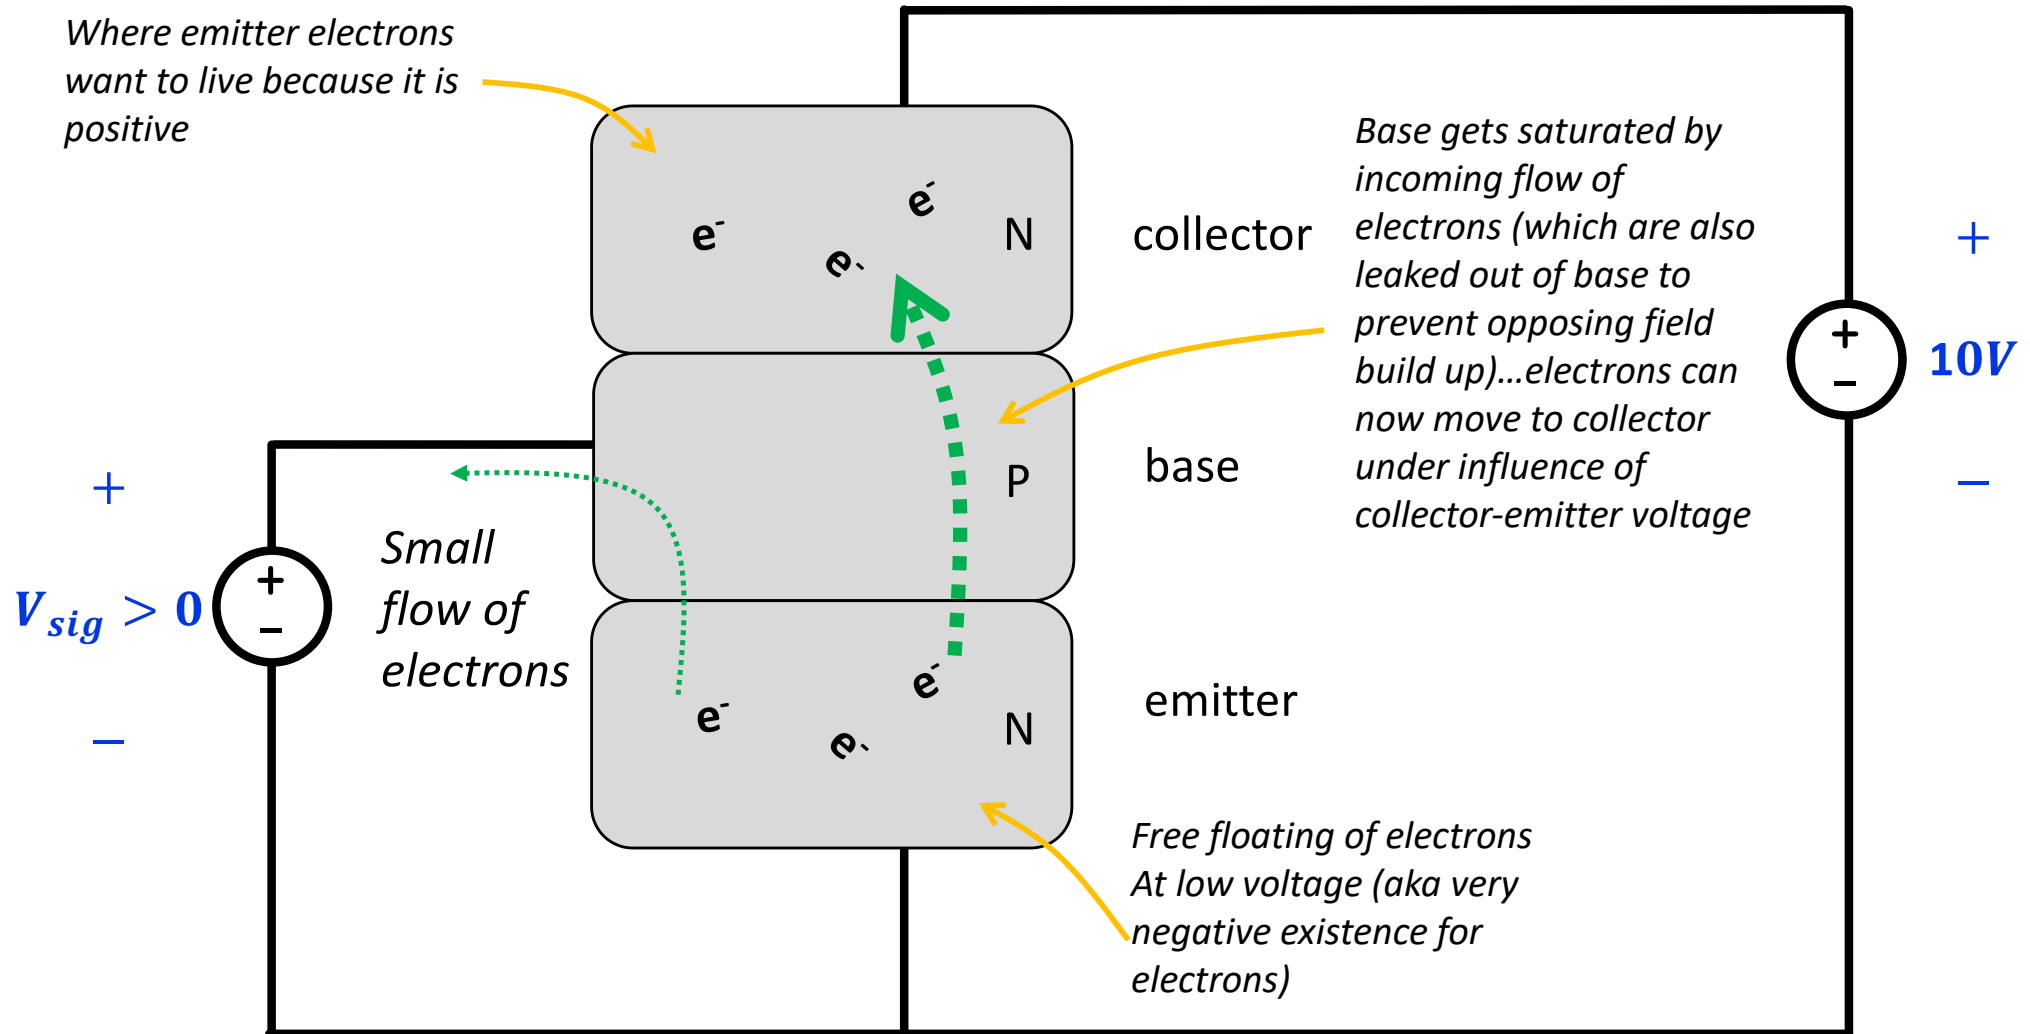 Where emitter electrons
want to live because it is
positive
e-
e-
e-
N
collector
Base gets saturated by
incoming flow of
electrons (which are also
leaked out of base to
prevent opposing field
build up)...electrons can
now move to collector
under influence of
collector-emitter voltage
+
+
−
10V
−
P
base
+
Small
flow of
electrons
+
−
V_sig > 0
−
e-
e-
e-
N
emitter
Free floating of electrons
At low voltage (aka very
negative existence for
electrons)